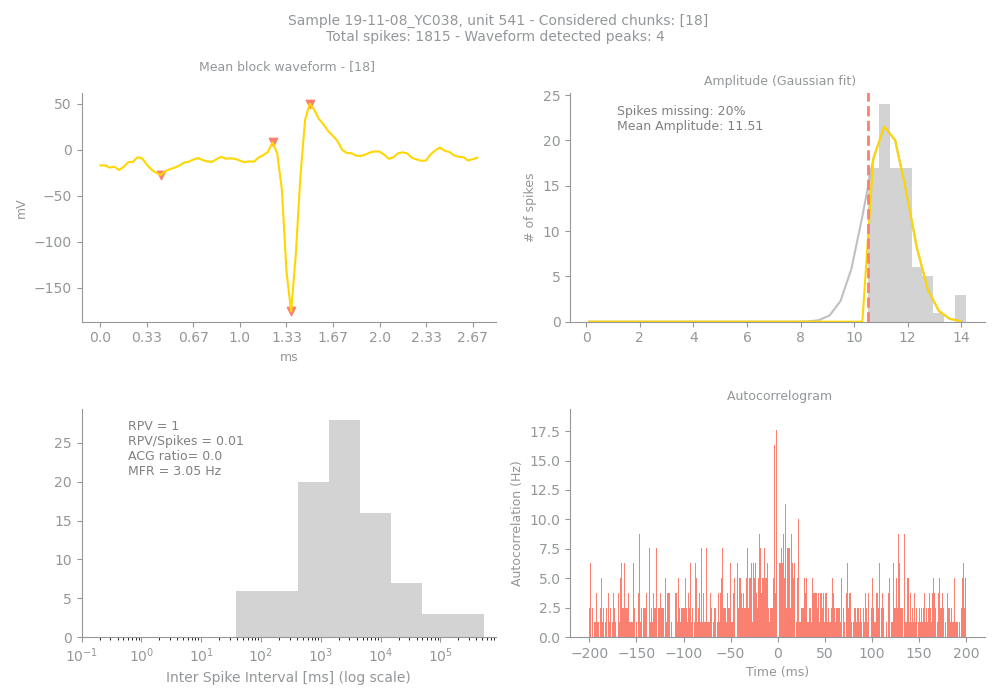 Sample 19-11-08_YC038, unit 541 - Considered chunks: [18]
Total spikes: 1815 - Waveform detected peaks: 4
Mean block waveform - [18]
50
0
−50
−100
−150
mV
0.0 0.33 0.67 1.0 1.33 1.67 2.0 2.33 2.67
ms
Amplitude (Gaussian fit)
Spikes missing: 20%
Mean Amplitude: 11.51
25
20
15
10
5
0
# of spikes
0 2 4 6 8 10 12 14
RPV = 1
RPV/Spikes = 0.01
ACG ratio= 0.0
MFR = 3.05 Hz
25
20
15
10
5
0
10⁻¹ 10⁰ 10¹ 10² 10³ 10⁴ 10⁵
Inter Spike Interval [ms] (log scale)
Autocorrelogram
17.5
15.0
12.5
10.0
7.5
5.0
2.5
0.0
Autocorrelation (Hz)
−200 −150 −100 −50 0 50 100 150 200
Time (ms)